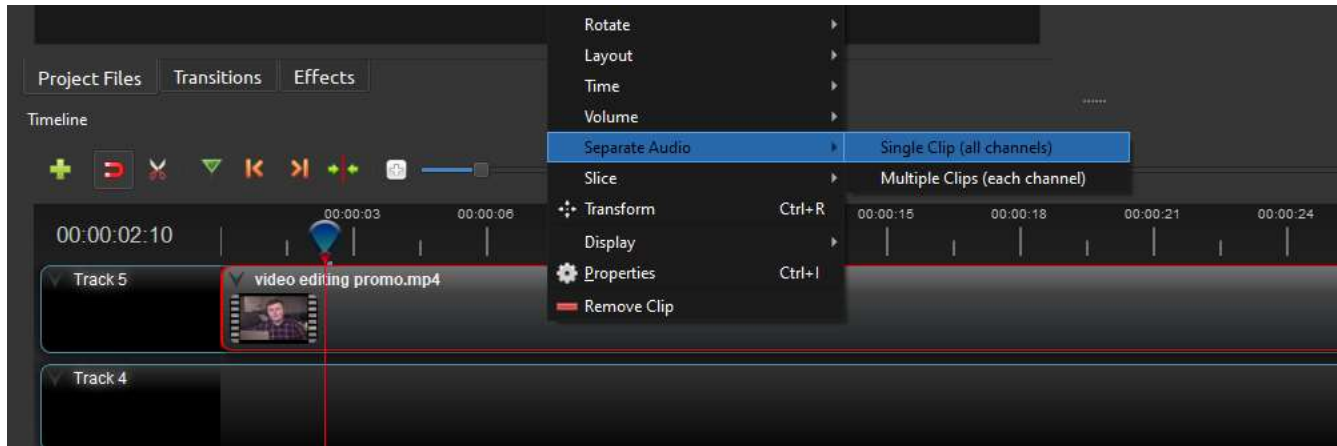 Rotate
Layout
Project Files Transitions Effects
Time
Timeline
Volume
Separate Audio
Single Clip (all channels)
Slice
Multiple Clips (each channel)
Transform Ctrl+R
00:00:03 00:00:06 00:00:15 00:00:18 00:00:21 00:00:24
00:00:02:10
Display
Track 5
video editing promo.mp4
Properties Ctrl+I
Remove Clip
Track 4